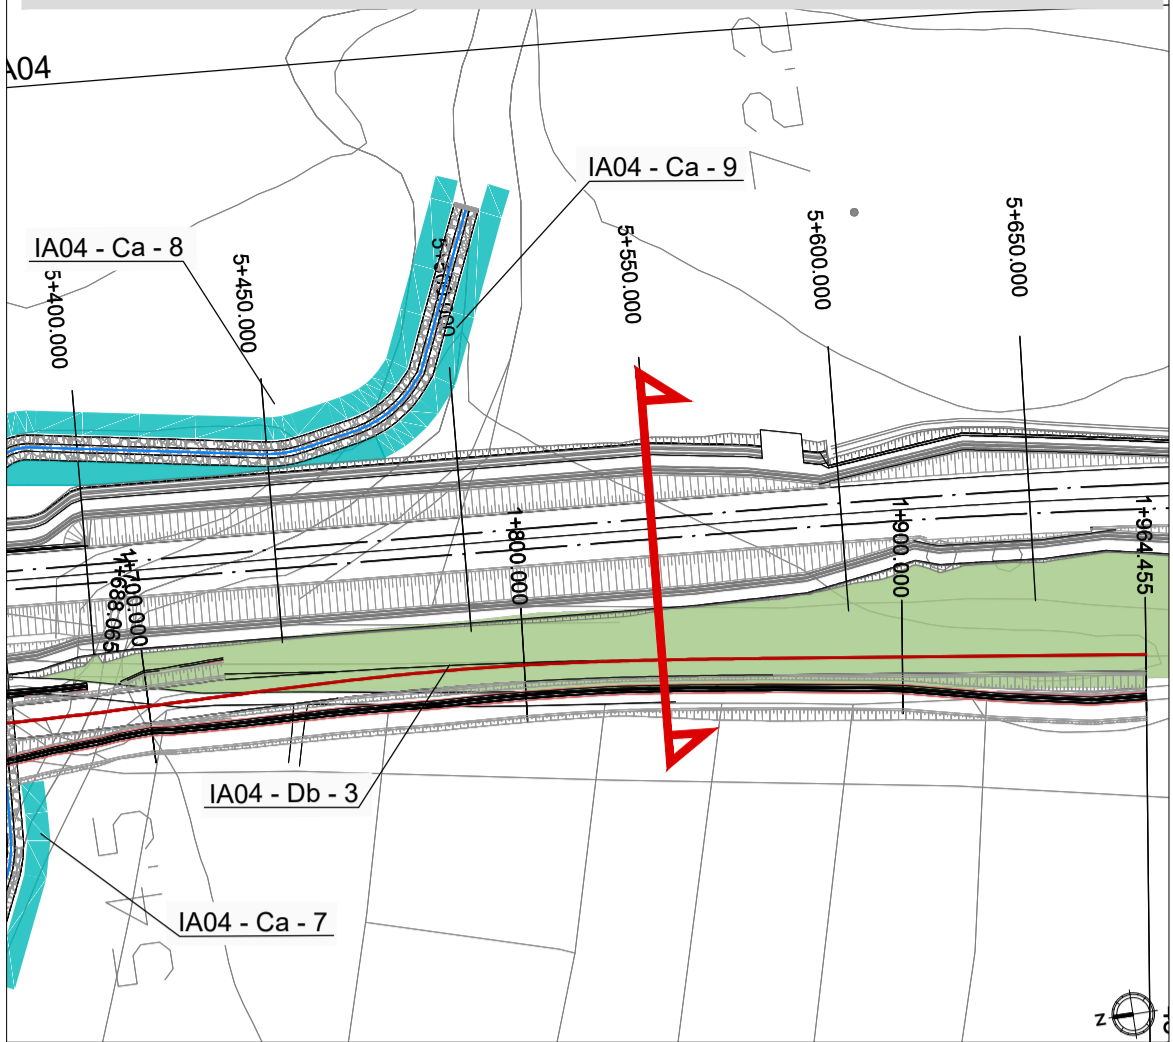 IA04 - Ca - 9
IA04 - Ca - 8
5+400.000
5+450.000
5+550.000
5+600.000
5+650.000
1+688.065
1+700.000
1+800.000
1+900.000
1+964.455
IA04 - Db - 3
IA04 - Ca - 7
N